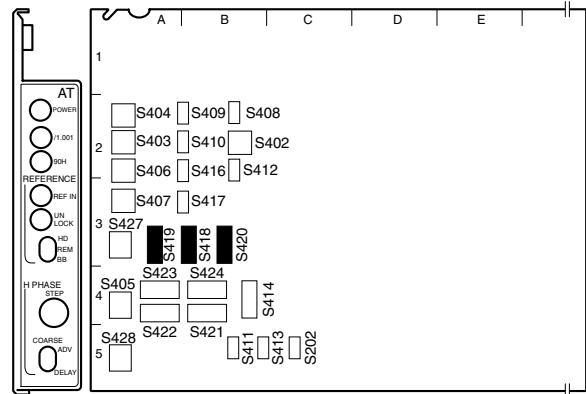 A B C D E
1
AT
POWER
/1.001
90H
REFERENCE
REF IN
UN
LOCK
HD
REM
BB
H PHASE
STEP
COARSE
ADV
DELAY
S404 S409 S408
2
S403 S410 S402
S406 S416 S412
S407 S417
3
S427
S419 S418 S420
S423 S424
4
S405
S414
S422 S421
S428
5
S411 S413 S202